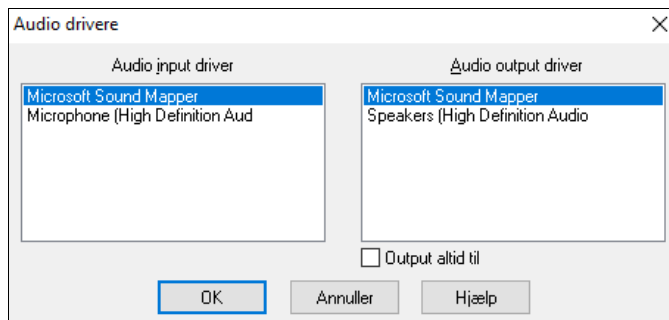 Audio drivere
Audio input driver
Audio output driver
Microsoft Sound Mapper
Microphone (High Definition Aud
Microsoft Sound Mapper
Speakers (High Definition Audio
Output altid til
OK
Annuller
Hjælp